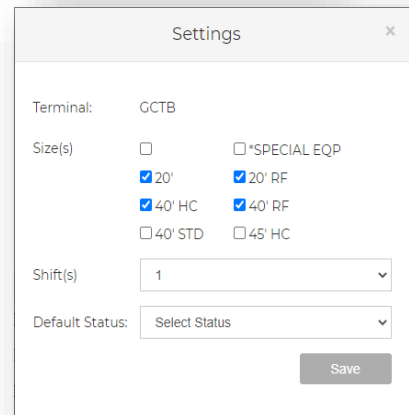 Settings ×
Terminal: GCTB
Size(s) *SPECIAL EQP
20' 20' RF
40' HC 40' RF
40' STD 45' HC
Shift(s) 1
Default Status: Select Status
Save